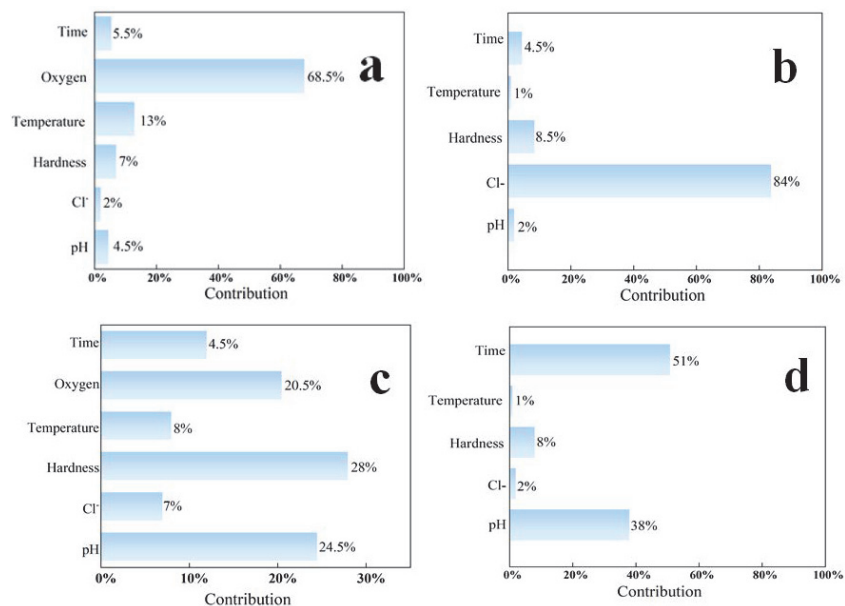 a
Time 5.5%
Oxygen 68.5%
Temperature 13%
Hardness 7%
Cl⁻ 2%
pH 4.5%
0% 20% 40% 60% 80% 100%
Contribution
b
Time 4.5%
Temperature 1%
Hardness 8.5%
Cl- 84%
pH 2%
0% 20% 40% 60% 80% 100%
Contribution
c
Time 4.5%
Oxygen 20.5%
Temperature 8%
Hardness 28%
Cl⁻ 7%
pH 24.5%
0% 10% 20% 30%
Contribution
d
Time 51%
Temperature 1%
Hardness 8%
Cl- 2%
pH 38%
0% 20% 40% 60% 80% 100%
Contribution